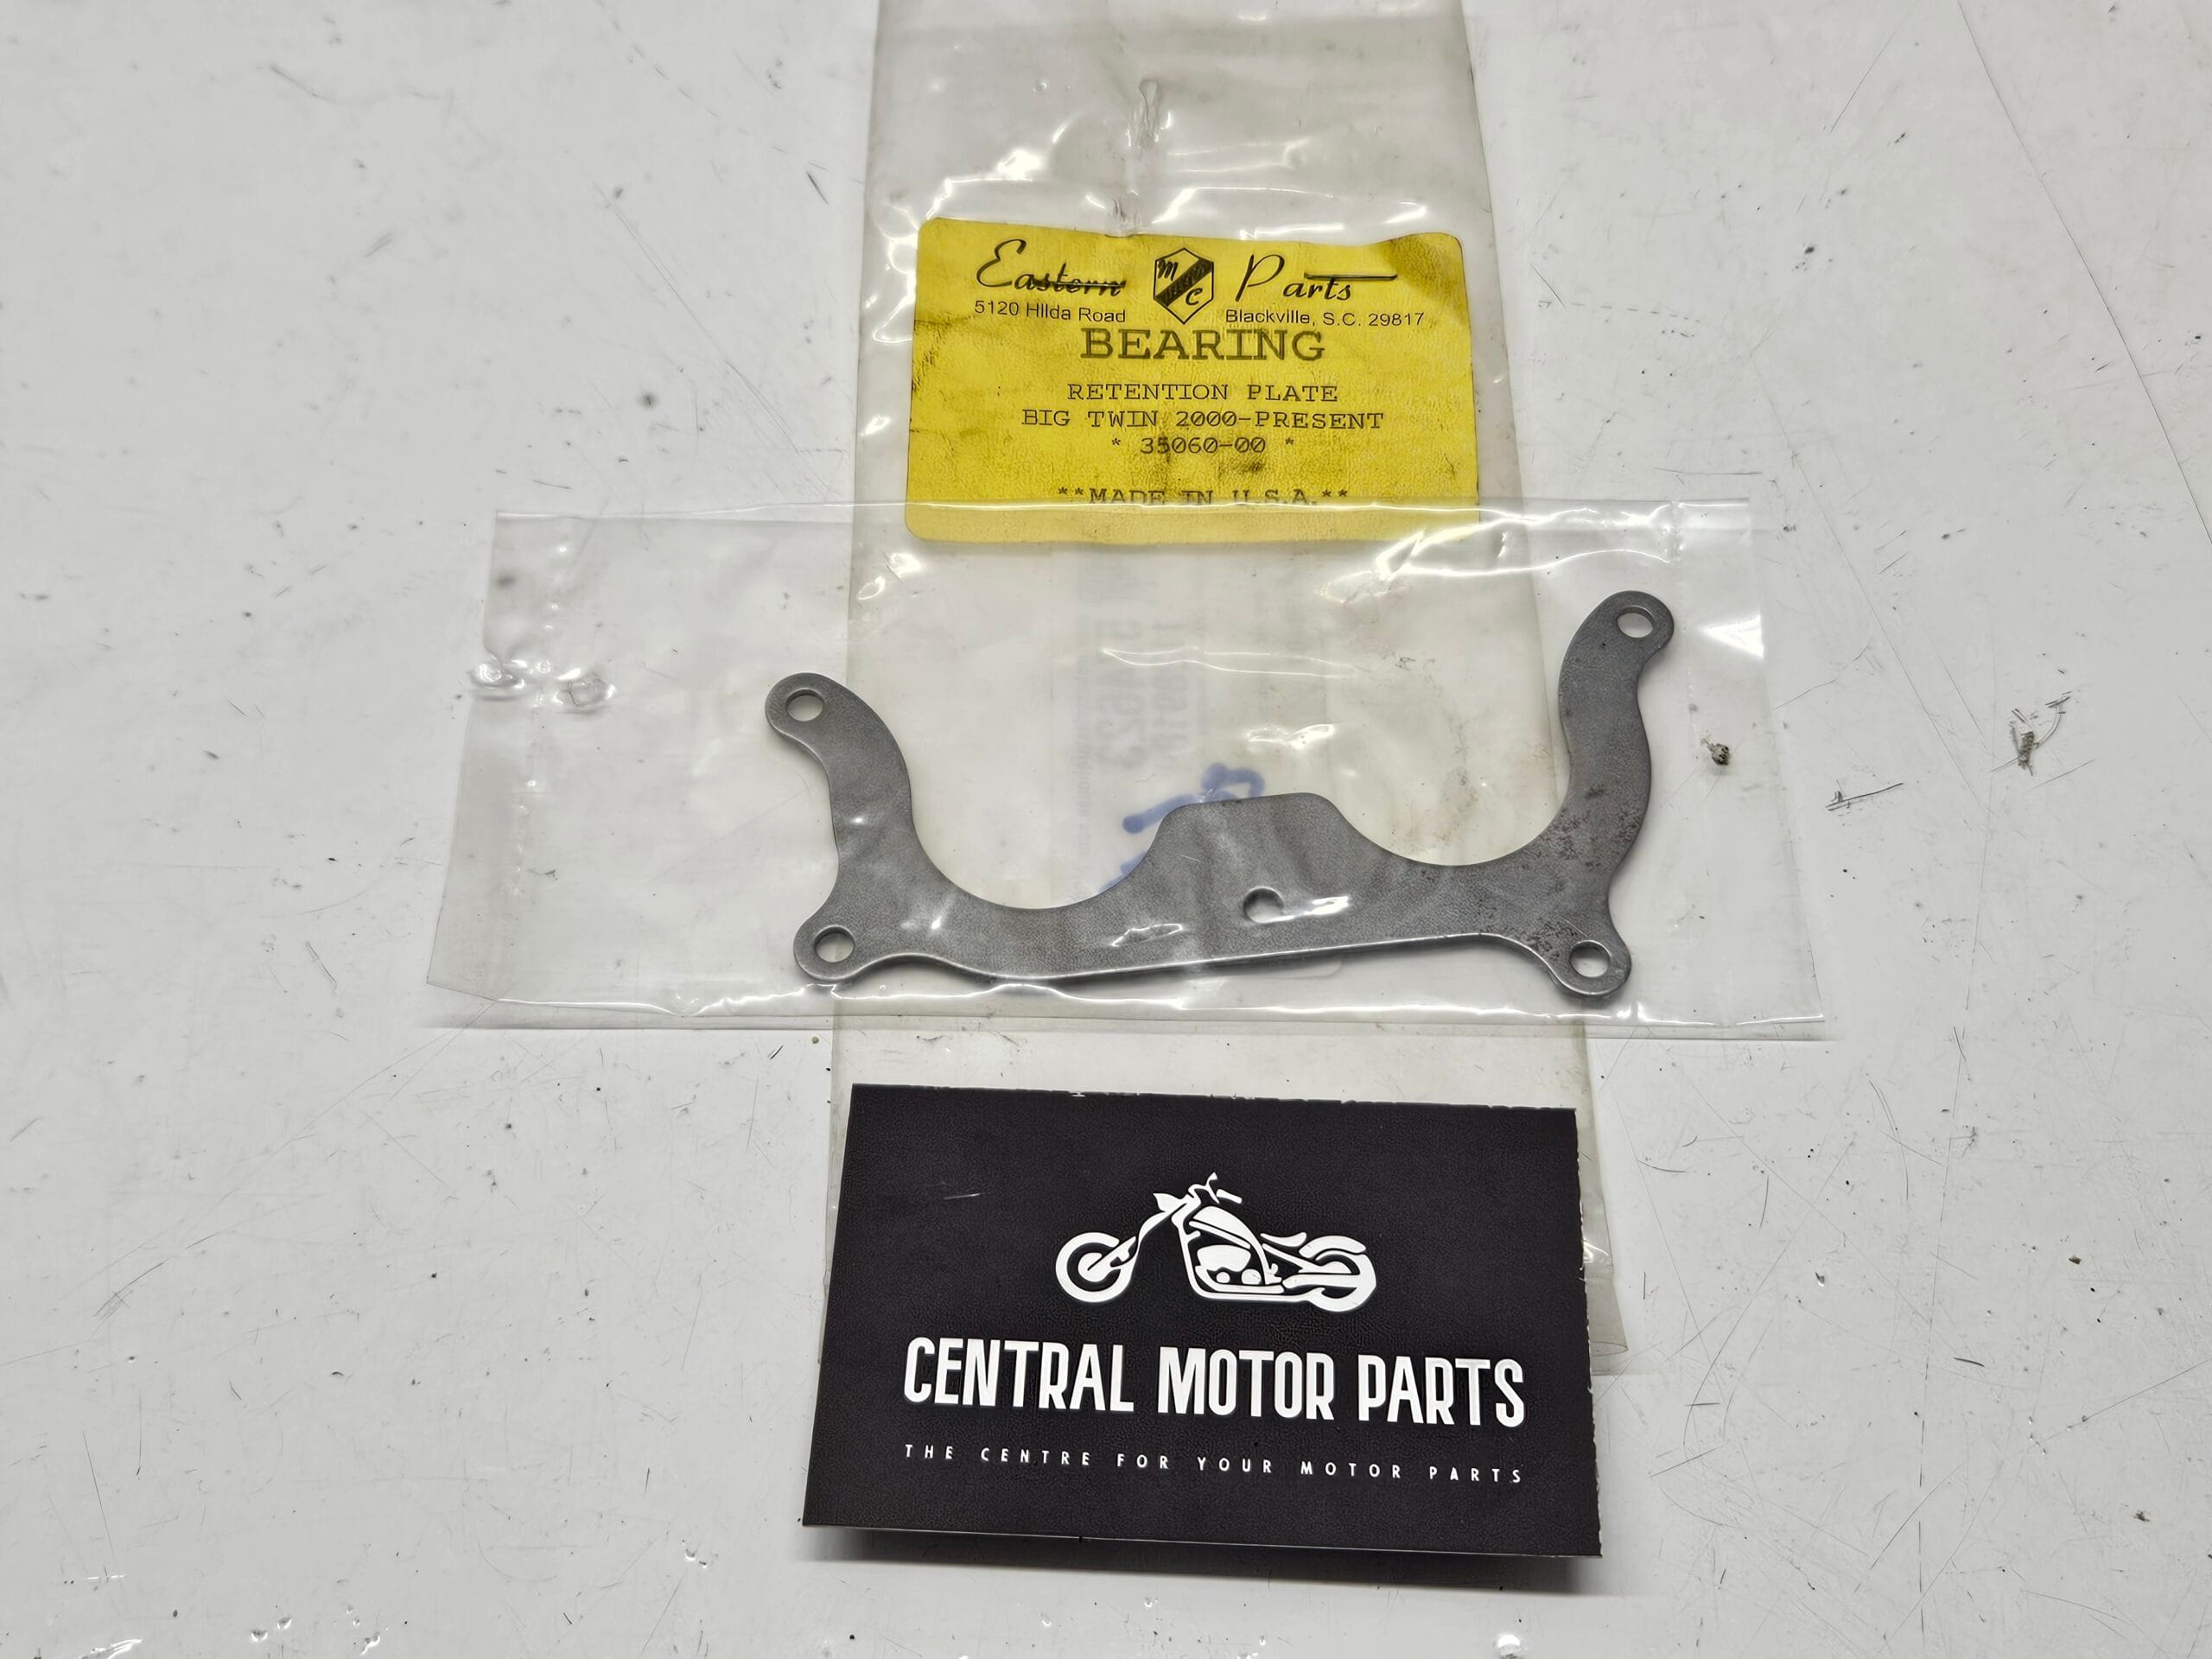 Eastern MC Parts
5120 Hilda Road Blackville, S.C. 29817
BEARING
RETENTION PLATE
BIG TWIN 2000-PRESENT
* 35060-00 *
**MADE IN U.S.A.**
CENTRAL MOTOR PARTS
THE CENTRE FOR YOUR MOTOR PARTS